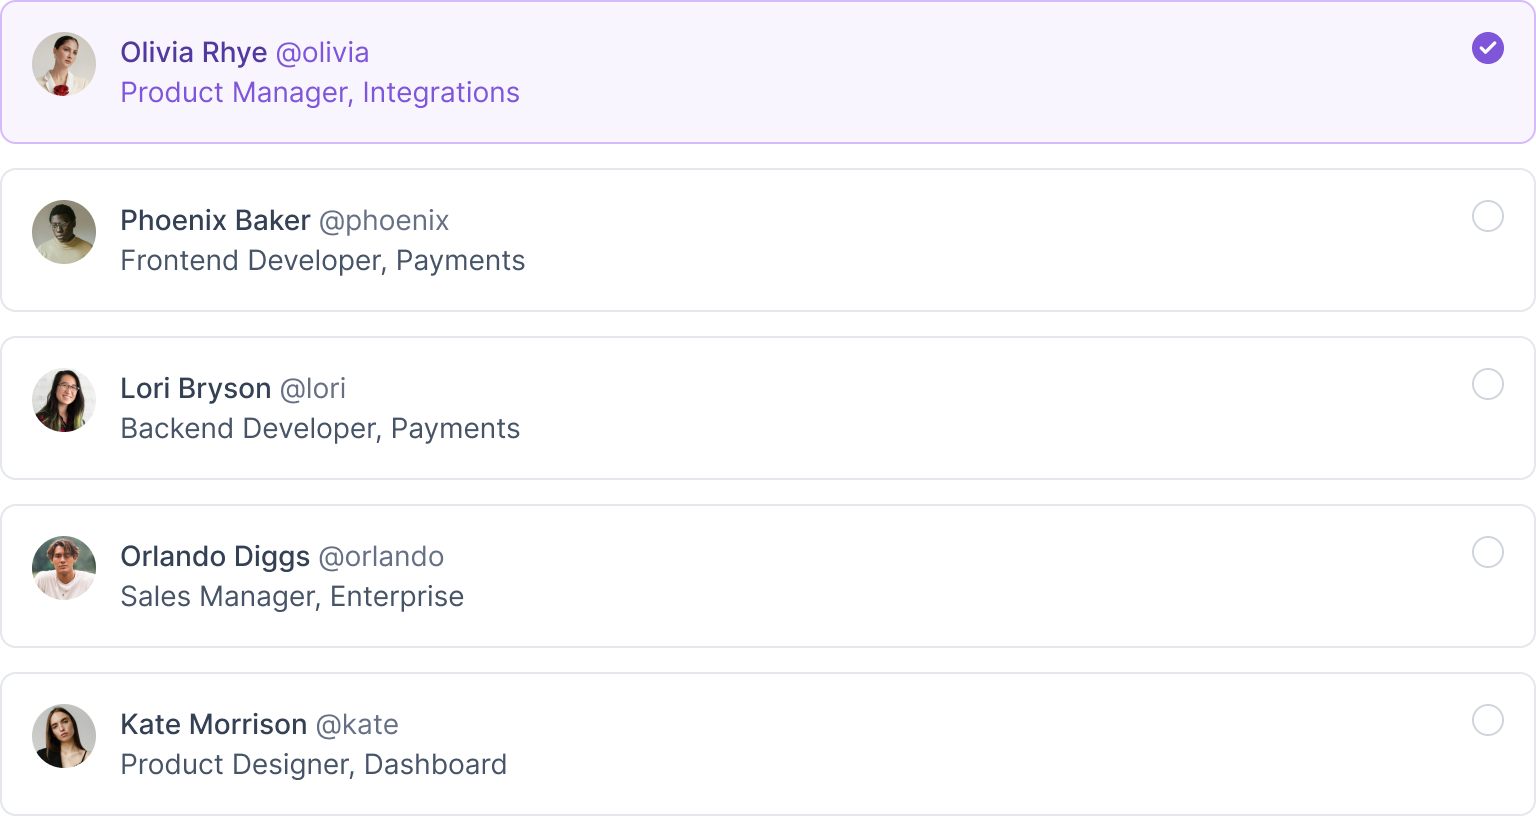 Olivia Rhye @olivia
Product Manager, Integrations
Phoenix Baker @phoenix
Frontend Developer, Payments
Lori Bryson @lori
Backend Developer, Payments
Orlando Diggs @orlando
Sales Manager, Enterprise
Kate Morrison @kate
Product Designer, Dashboard